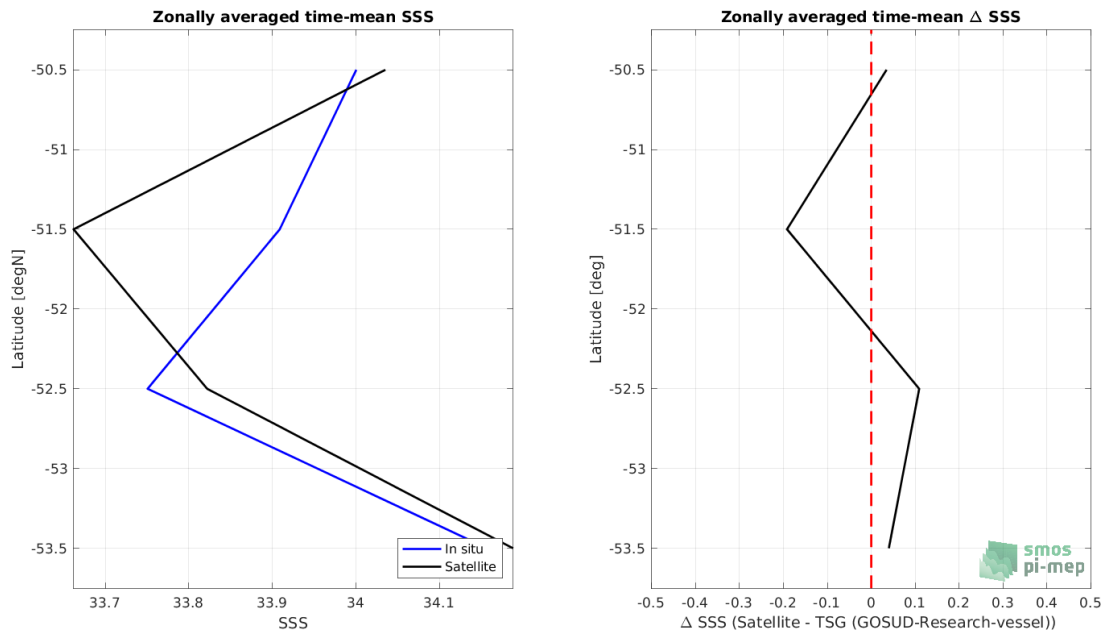 Zonally averaged time-mean SSS
Latitude [degN]
-50.5
-51
-51.5
-52
-52.5
-53
-53.5
33.7 33.8 33.9 34 34.1
SSS
In situ
Satellite
Zonally averaged time-mean Δ SSS
Latitude [deg]
-50.5
-51
-51.5
-52
-52.5
-53
-53.5
-0.5 -0.4 -0.3 -0.2 -0.1 0 0.1 0.2 0.3 0.4 0.5
Δ SSS (Satellite - TSG (GOSUD-Research-vessel))
smos
pi-mep